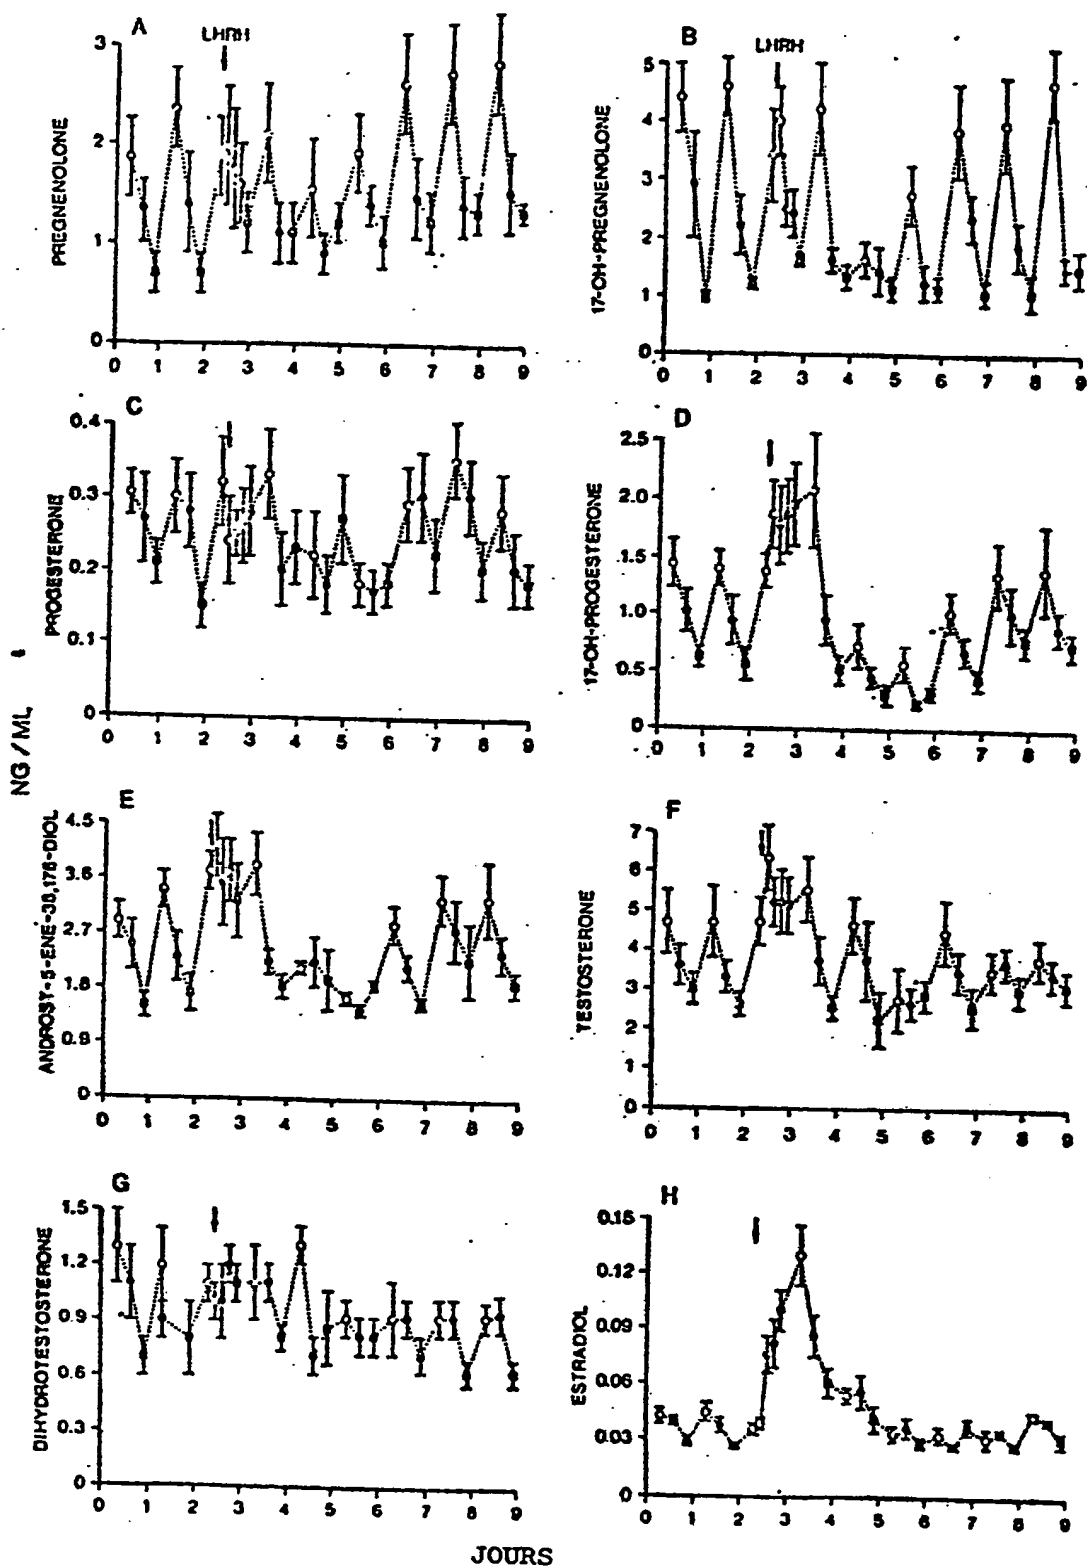 A
LHRH
PREGNENOLONE
3
2
1
0
0 1 2 3 4 5 6 7 8 9
B
LHRH
17-OH-PREGNENOLONE
5
4
3
2
1
0
0 1 2 3 4 5 6 7 8 9
C
PROGESTERONE
0.4
0.3
0.2
0.1
0
0 1 2 3 4 5 6 7 8 9
D
17-OH-PROGESTERONE
2.5
2.0
1.5
1.0
0.5
0
0 1 2 3 4 5 6 7 8 9
NG/ML
E
ANDROST-5-ENE-3β,17β-DIOL
4.5
3.6
2.7
1.8
0.9
0
0 1 2 3 4 5 6 7 8 9
F
TESTOSTERONE
7
6
5
4
3
2
1
0
0 1 2 3 4 5 6 7 8 9
G
DIHYDROTESTOSTERONE
1.5
1.2
0.9
0.6
0.3
0
0 1 2 3 4 5 6 7 8 9
H
ESTRADIOL
0.15
0.12
0.09
0.06
0.03
0
0 1 2 3 4 5 6 7 8 9
JOURS